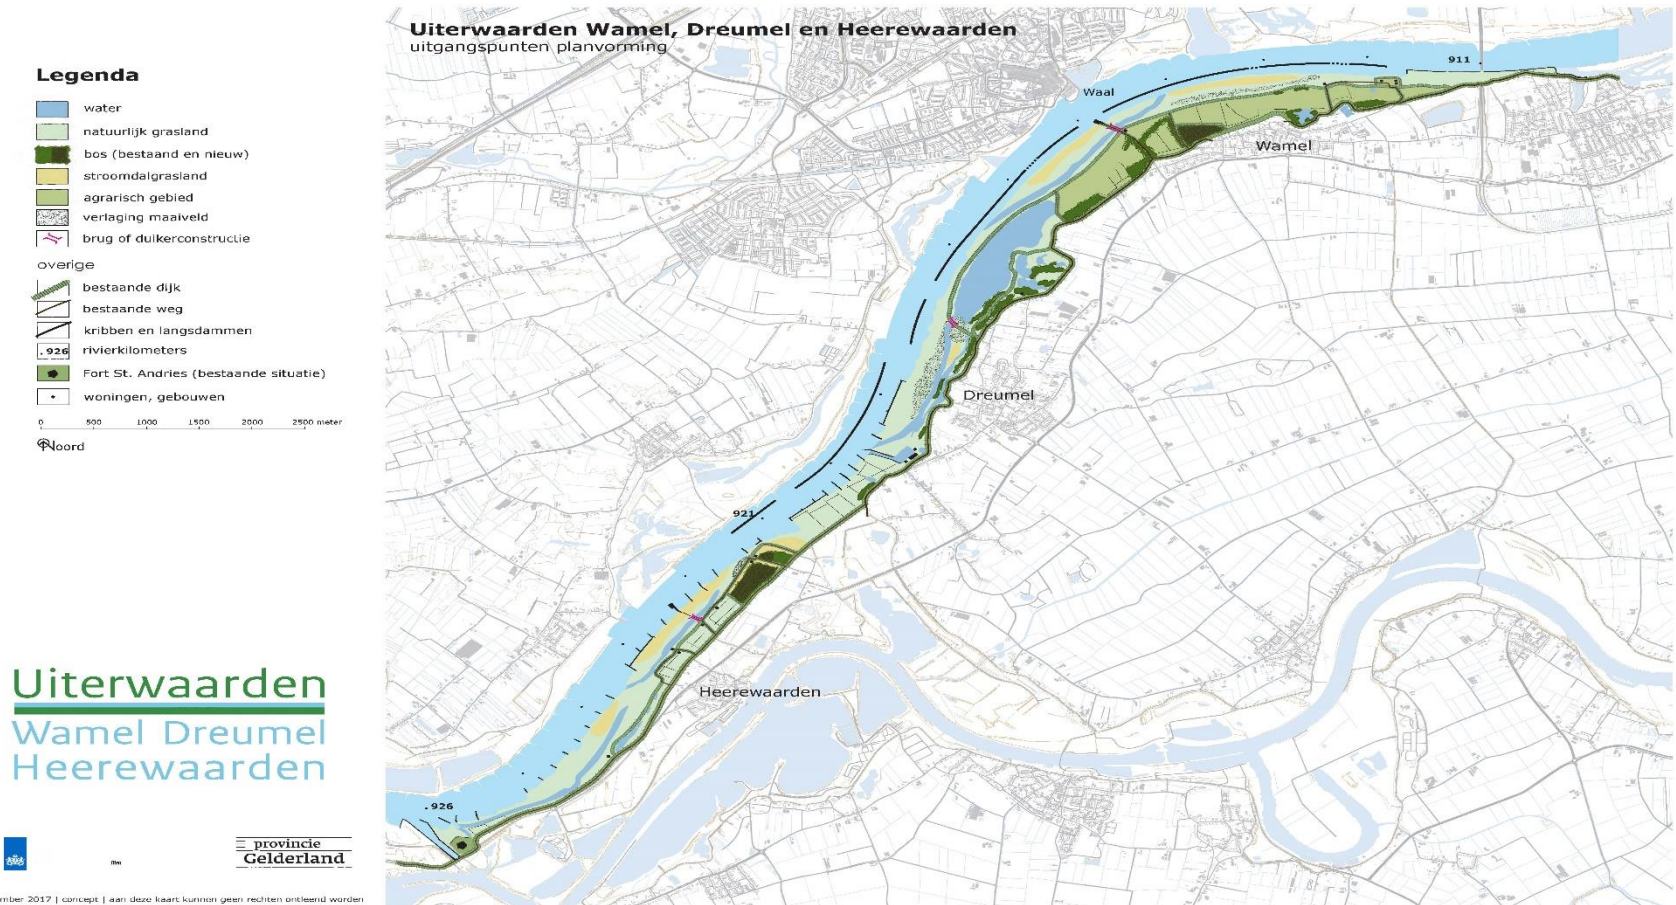 Uiterwaarden Wamel, Dreumel en Heerewaarden
uitgangspunten planvorming
Legenda
water
natuurlijk grasland
bos (bestaand en nieuw)
stroomdalgrasland
agrarisch gebied
verlaging maaiveld
brug of duikerconstructie
overige
bestaande dijk
bestaande weg
kribben en langsdammen
.926 rivierkilometers
Fort St. Andries (bestaande situatie)
woningen, gebouwen
0 500 1000 1500 2000 2500 meter
Noord
911
Waal
Wamel
Dreumel
921
Heerewaarden
.926
Uiterwaarden
Wamel Dreumel
Heerewaarden
provincie
Gelderland
mber 2017 | concept | aan deze kaart kunnen geen rechten ontleend worden